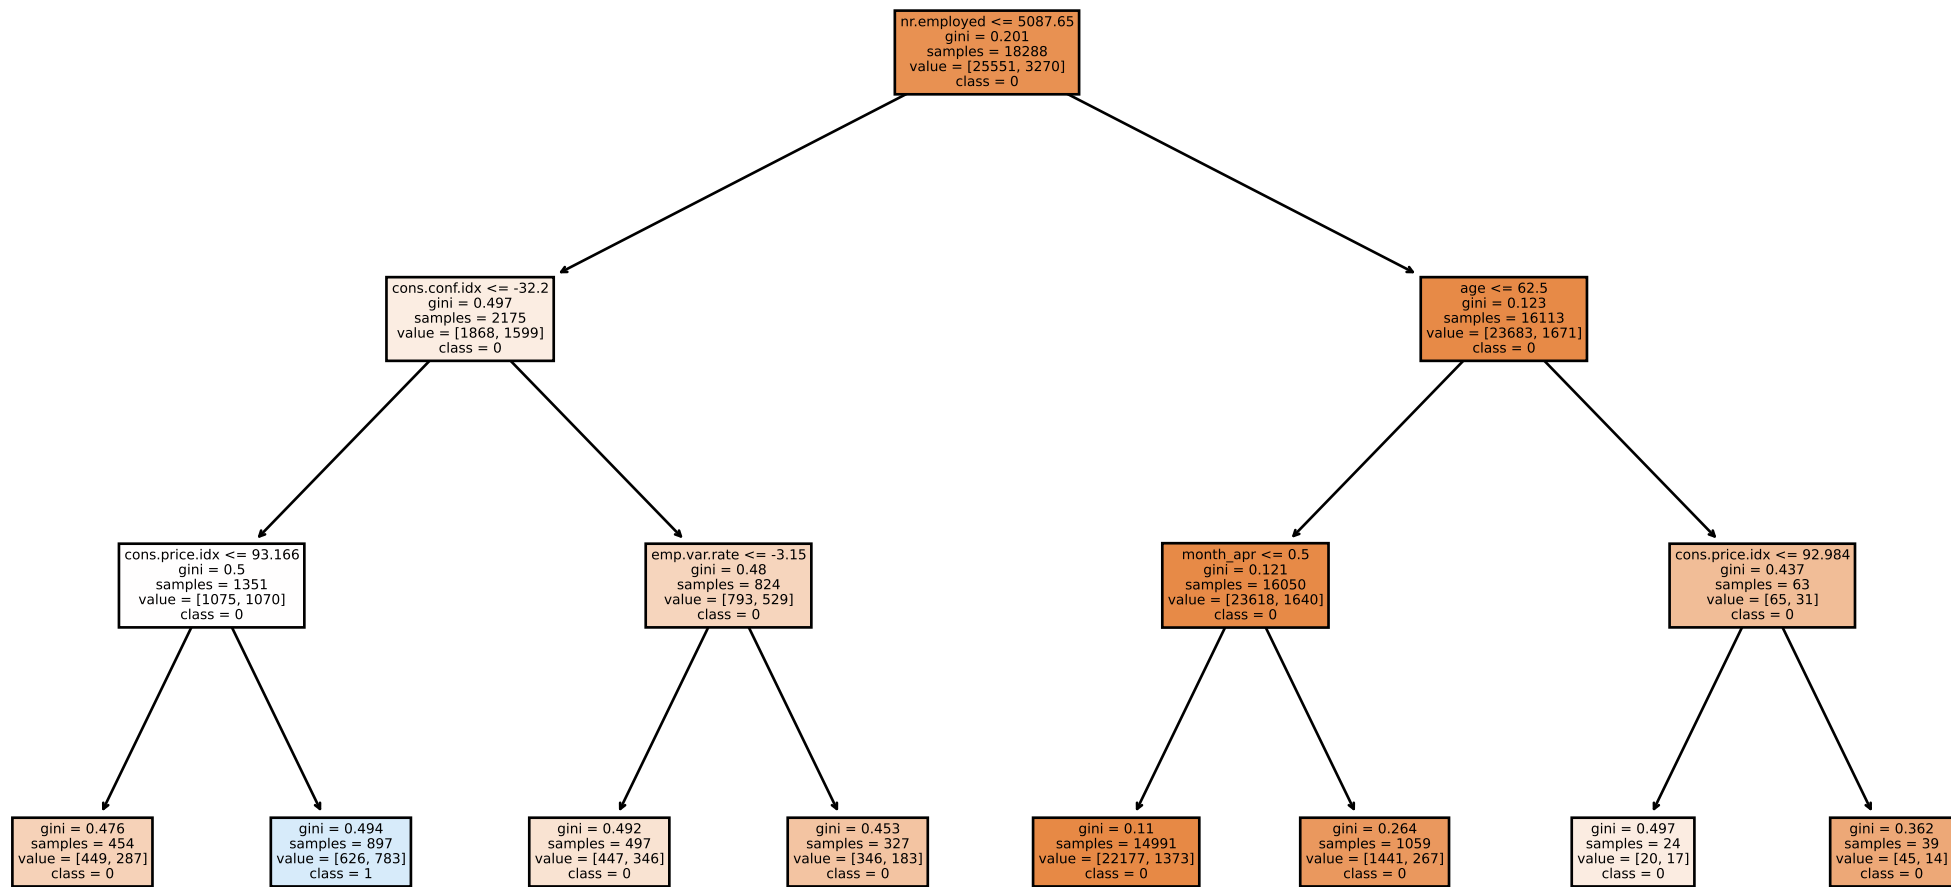 nr.employed <= 5087.65
gini = 0.201
samples = 18288
value = [25551, 3270]
class = 0
cons.conf.idx <= -32.2
gini = 0.497
samples = 2175
value = [1868, 1599]
class = 0
age <= 62.5
gini = 0.123
samples = 16113
value = [23683, 1671]
class = 0
cons.price.idx <= 93.166
gini = 0.5
samples = 1351
value = [1075, 1070]
class = 0
emp.var.rate <= -3.15
gini = 0.48
samples = 824
value = [793, 529]
class = 0
month_apr <= 0.5
gini = 0.121
samples = 16050
value = [23618, 1640]
class = 0
cons.price.idx <= 92.984
gini = 0.437
samples = 63
value = [65, 31]
class = 0
gini = 0.476
samples = 454
value = [449, 287]
class = 0
gini = 0.494
samples = 897
value = [626, 783]
class = 1
gini = 0.492
samples = 497
value = [447, 346]
class = 0
gini = 0.453
samples = 327
value = [346, 183]
class = 0
gini = 0.11
samples = 14991
value = [22177, 1373]
class = 0
gini = 0.264
samples = 1059
value = [1441, 267]
class = 0
gini = 0.497
samples = 24
value = [20, 17]
class = 0
gini = 0.362
samples = 39
value = [45, 14]
class = 0